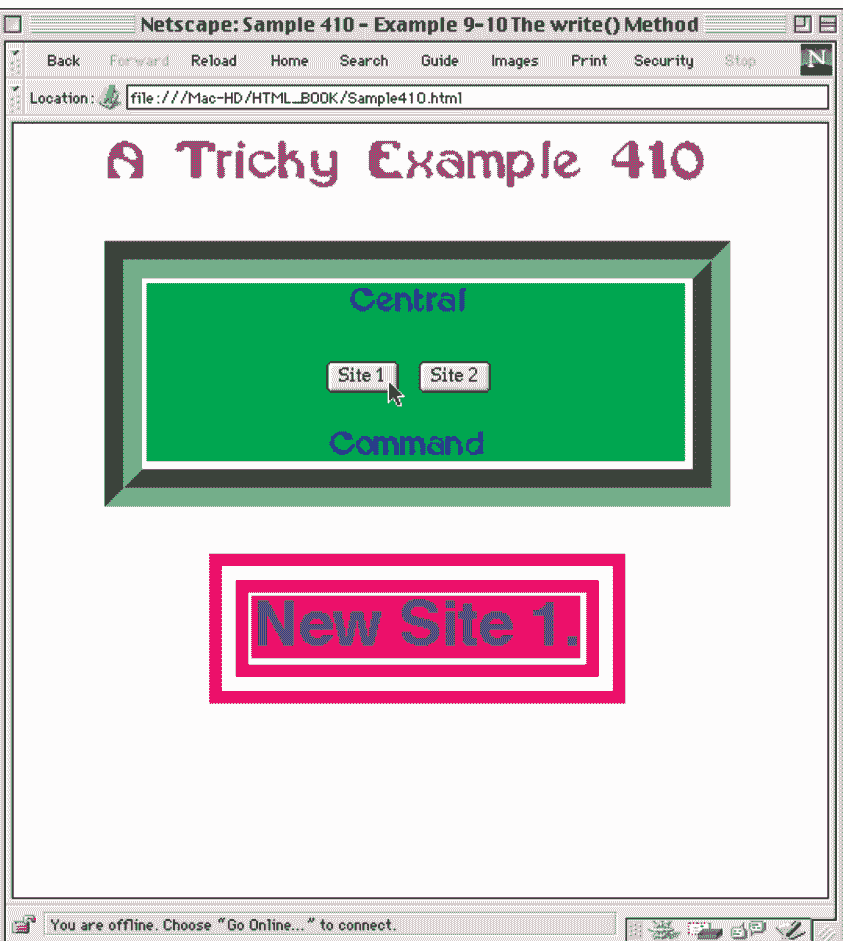 Netscape: Sample 410 - Example 9-10 The write() Method
Back Forward Reload Home Search Guide Images Print Security Stop
N
Location: file:///Mac-HD/HTML_BOOK/Sample410.html
A Tricky Example 410
Central
Site 1 Site 2
Command
New Site 1.
You are offline. Choose "Go Online..." to connect.